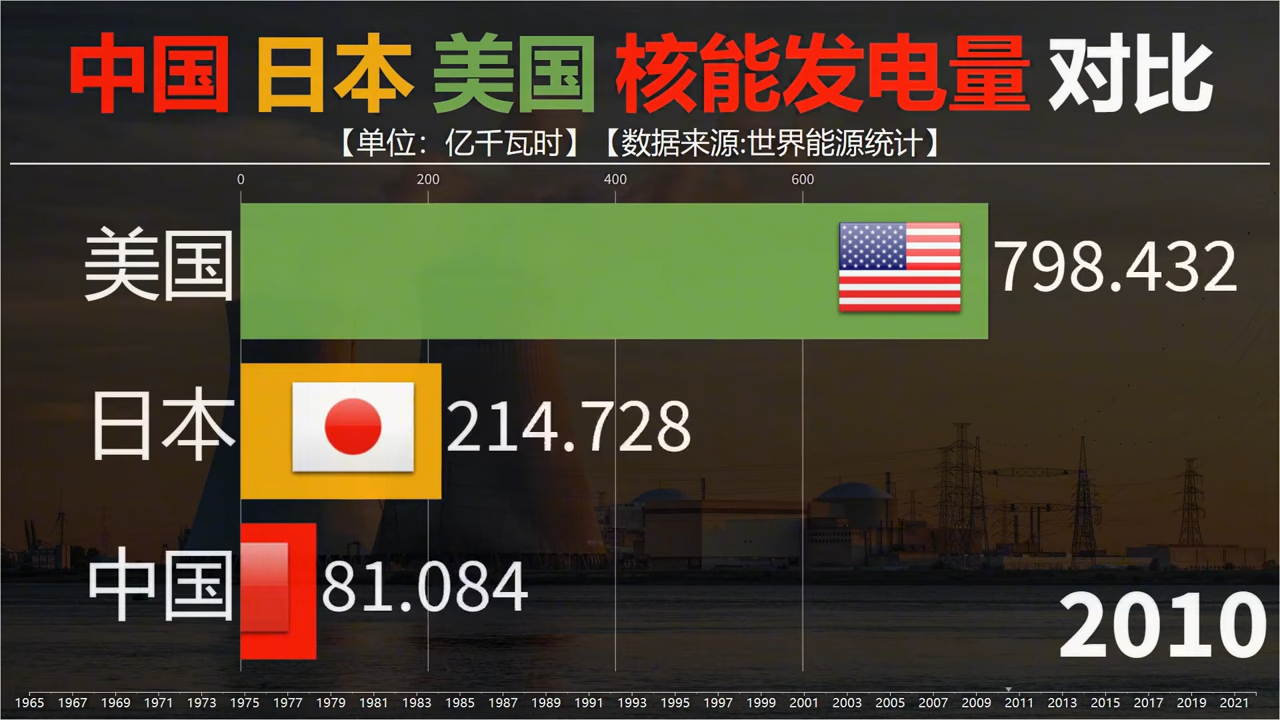 中国 日本 美国 核能发电量 对比
【单位：亿千瓦时】【数据来源:世界能源统计】
0 200 400 600
美国 798.432
日本 214.728
中国 81.084
2010
1965 1967 1969 1971 1973 1975 1977 1979 1981 1983 1985 1987 1989 1991 1993 1995 1997 1999 2001 2003 2005 2007 2009 2011 2013 2015 2017 2019 2021